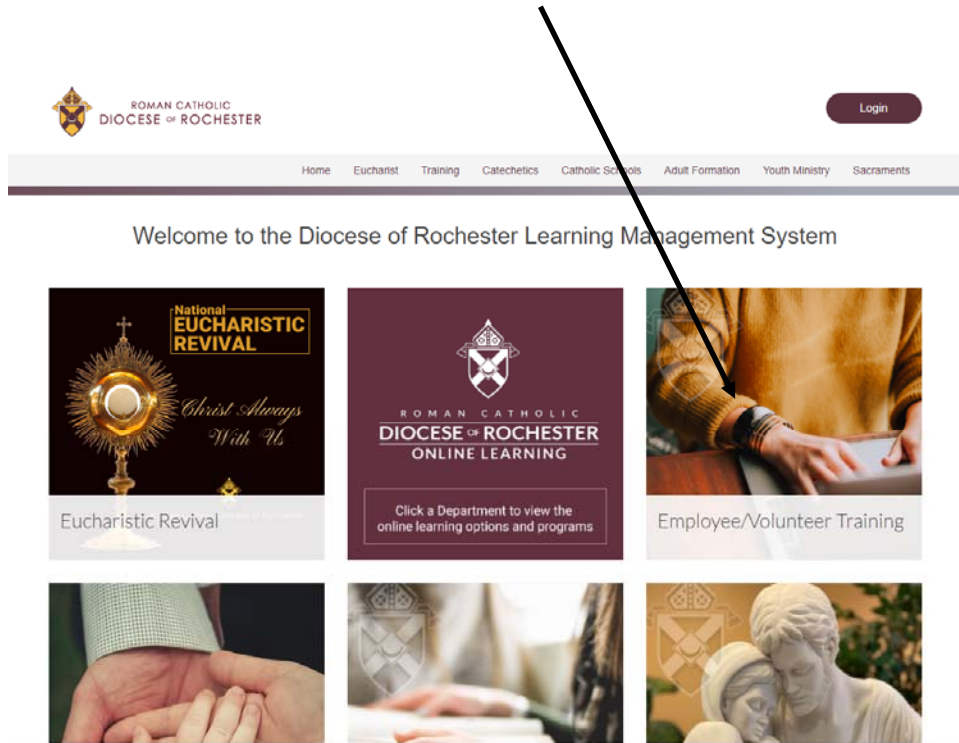 ROMAN CATHOLIC
DIOCESE OF ROCHESTER
Login
Home Eucharist Training Catechetics Catholic Schools Adult Formation Youth Ministry Sacraments
Welcome to the Diocese of Rochester Learning Management System
National
EUCHARISTIC
REVIVAL
Christ Always
With Us
Eucharistic Revival
ROMAN CATHOLIC
DIOCESE OF ROCHESTER
ONLINE LEARNING
Click a Department to view the
online learning options and programs
Employee/Volunteer Training